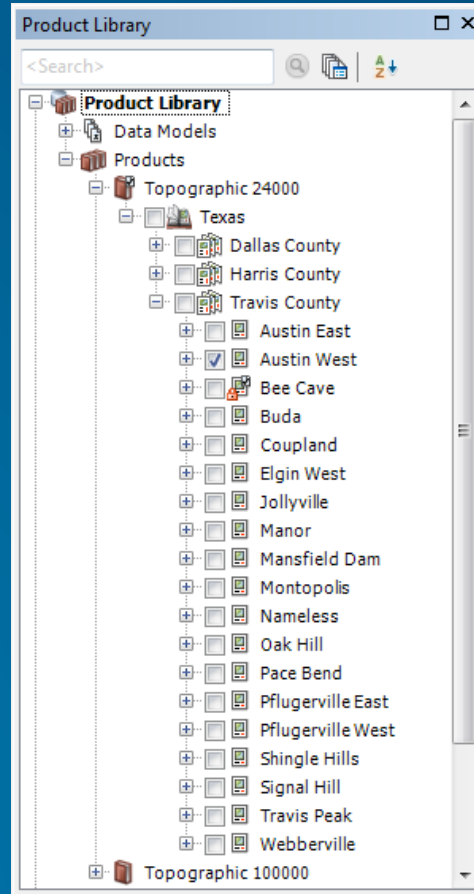 Product Library
<Search>
A
Z
Product Library
Data Models
Products
Topographic 24000
Texas
Dallas County
Harris County
Travis County
Austin East
Austin West
Bee Cave
Buda
Coupland
Elgin West
Jollyville
Manor
Mansfield Dam
Montopolis
Nameless
Oak Hill
Pace Bend
Pflugerville East
Pflugerville West
Shingle Hills
Signal Hill
Travis Peak
Webberville
Topographic 100000